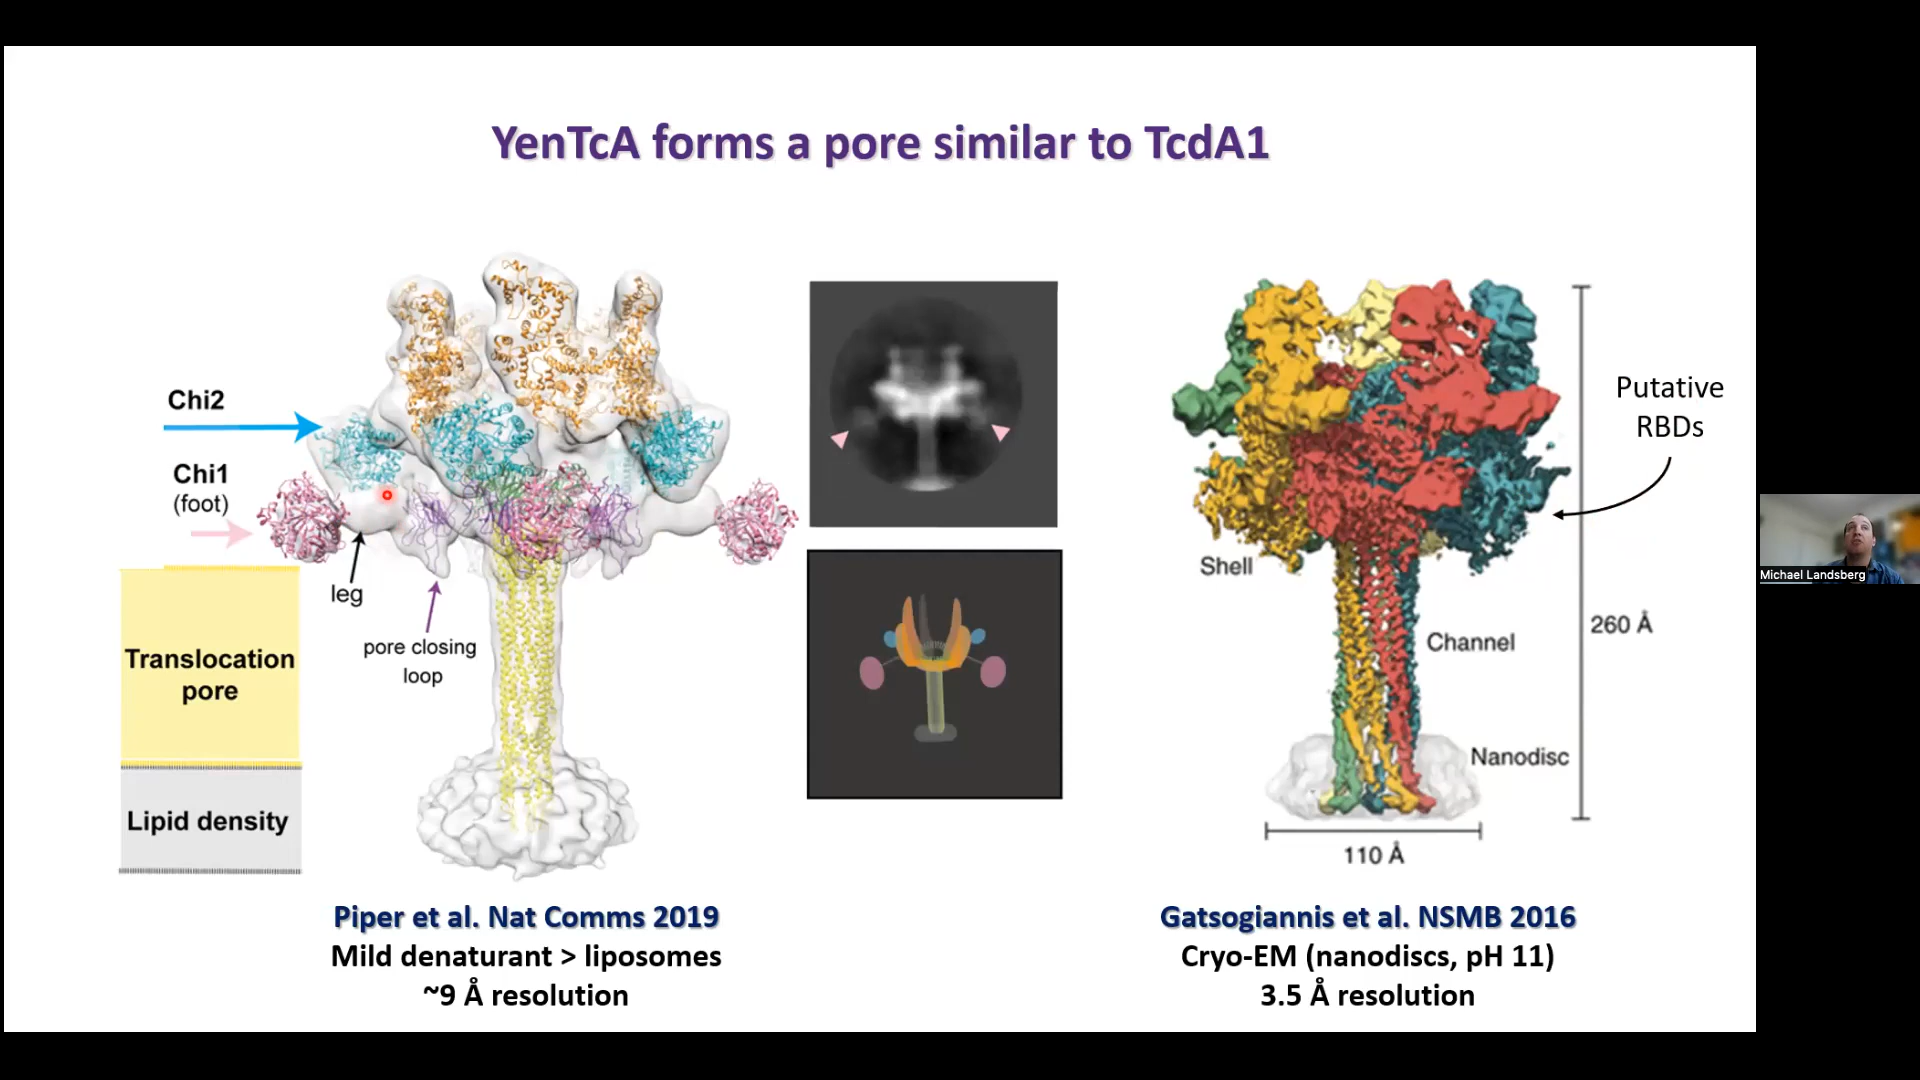 YenTcA forms a pore similar to TcdA1
Chi2
Chi1
(foot)
leg
pore closing
loop
Translocation
pore
Lipid density
Piper et al. Nat Comms 2019
Mild denaturant > liposomes
~9 Å resolution
Putative
RBDs
Shell
260 Å
Channel
Nanodisc
110 Å
Gatsogiannis et al. NSMB 2016
Cryo-EM (nanodiscs, pH 11)
3.5 Å resolution
Michael Landsberg